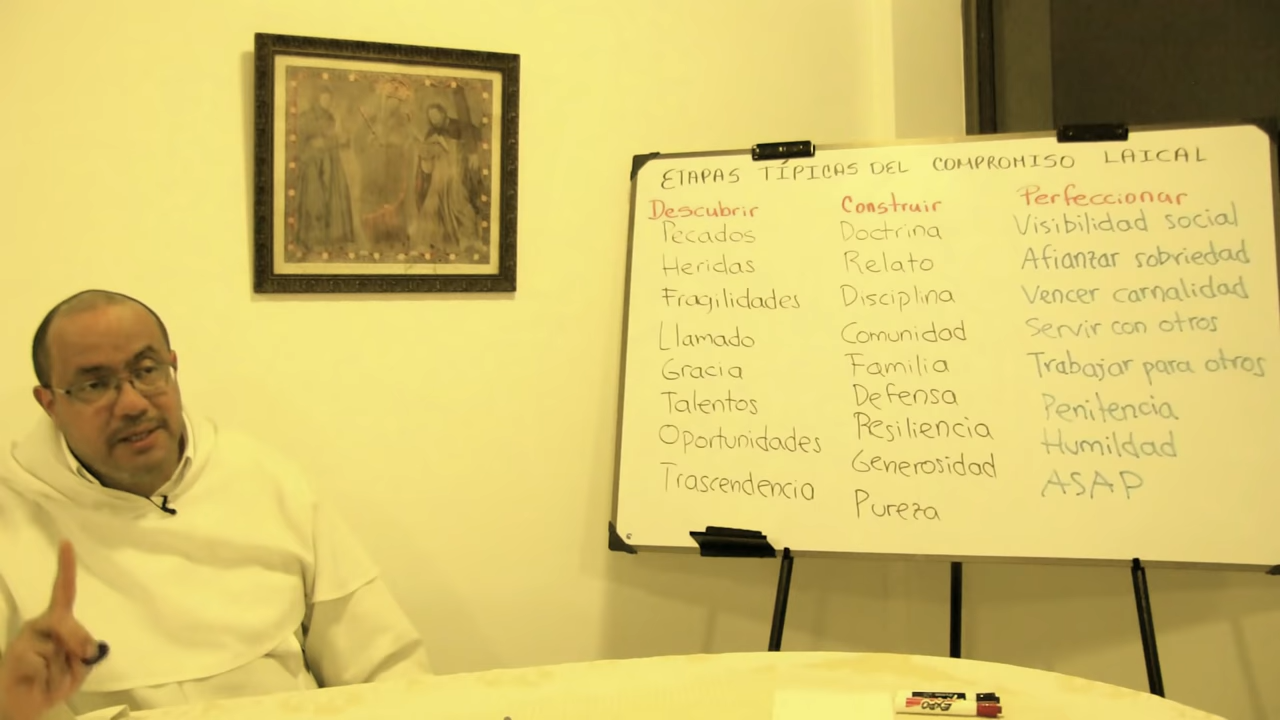 ETAPAS TÍPICAS DEL COMPROMISO LAICAL
Descubrir
Pecados
Heridas
Fragilidades
Llamado
Gracia
Talentos
Oportunidades
Trascendencia
Construir
Doctrina
Relato
Disciplina
Comunidad
Familia
Defensa
Resiliencia
Generosidad
Pureza
Perfeccionar
Visibilidad social
Afianzar sobriedad
Vencer carnalidad
Servir con otros
Trabajar para otros
Penitencia
Humildad
ASAP
EXPO